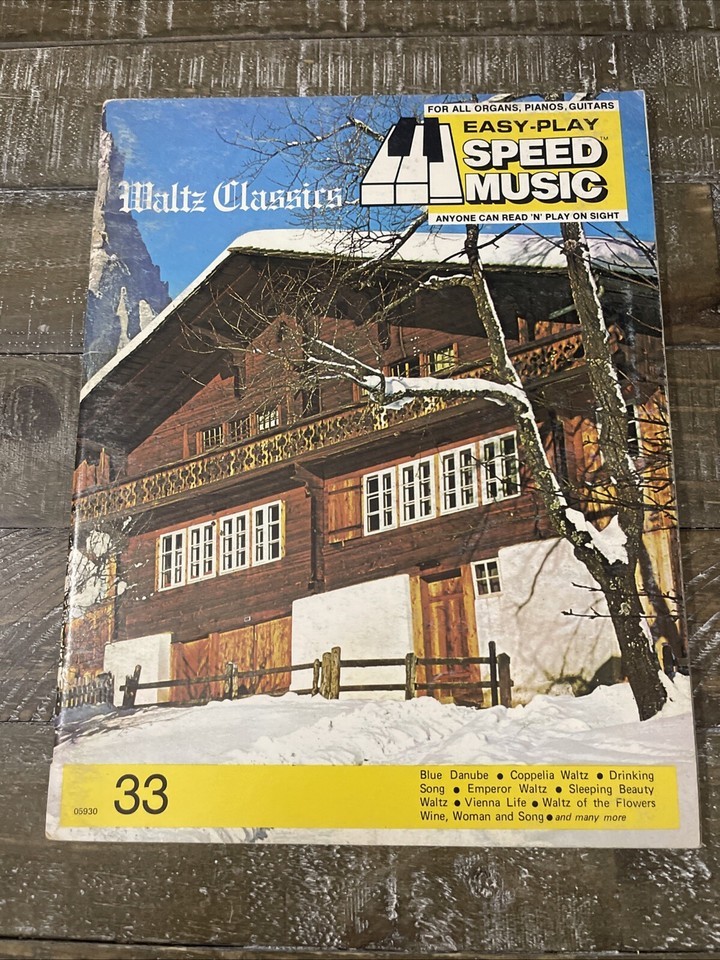 FOR ALL ORGANS, PIANOS, GUITARS
EASY-PLAY
SPEED™
MUSIC
ANYONE CAN READ 'N' PLAY ON SIGHT
Waltz Classics
05930
33
Blue Danube ● Coppelia Waltz ● Drinking
Song ● Emperor Waltz ● Sleeping Beauty
Waltz ● Vienna Life ● Waltz of the Flowers
Wine, Woman and Song ● and many more